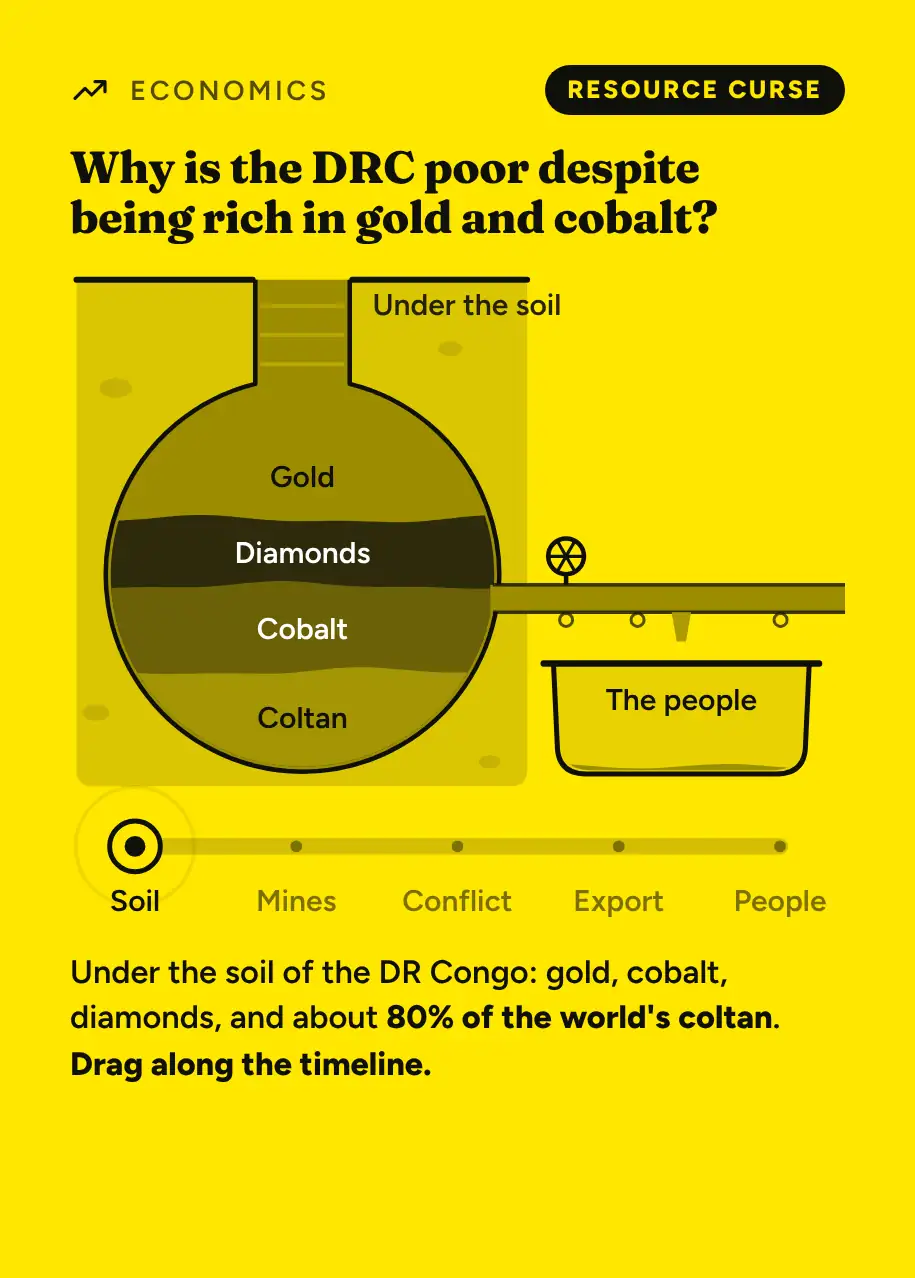 ECONOMICS
RESOURCE CURSE
Why is the DRC poor despite
being rich in gold and cobalt?
Under the soil
Gold
Diamonds
Cobalt
Coltan
The people
Soil
Mines
Conflict
Export
People
Under the soil of the DR Congo: gold, cobalt,
diamonds, and about 80% of the world's coltan.
Drag along the timeline.